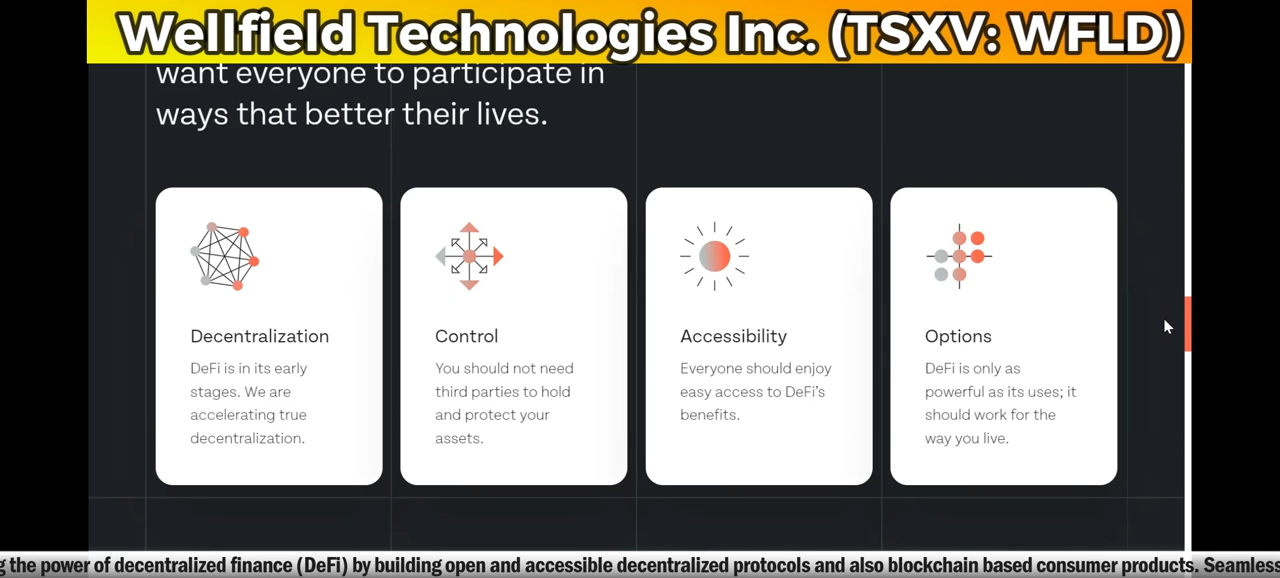 Wellfield Technologies Inc. (TSXV: WFLD)
want everyone to participate in
ways that better their lives.
Decentralization
DeFi is in its early
stages. We are
accelerating true
decentralization.
Control
You should not need
third parties to hold
and protect your
assets.
Accessibility
Everyone should enjoy
easy access to DeFi's
benefits.
Options
DeFi is only as
powerful as its uses; it
should work for the
way you live.
g the power of decentralized finance (DeFi) by building open and accessible decentralized protocols and also blockchain based consumer products. Seamless